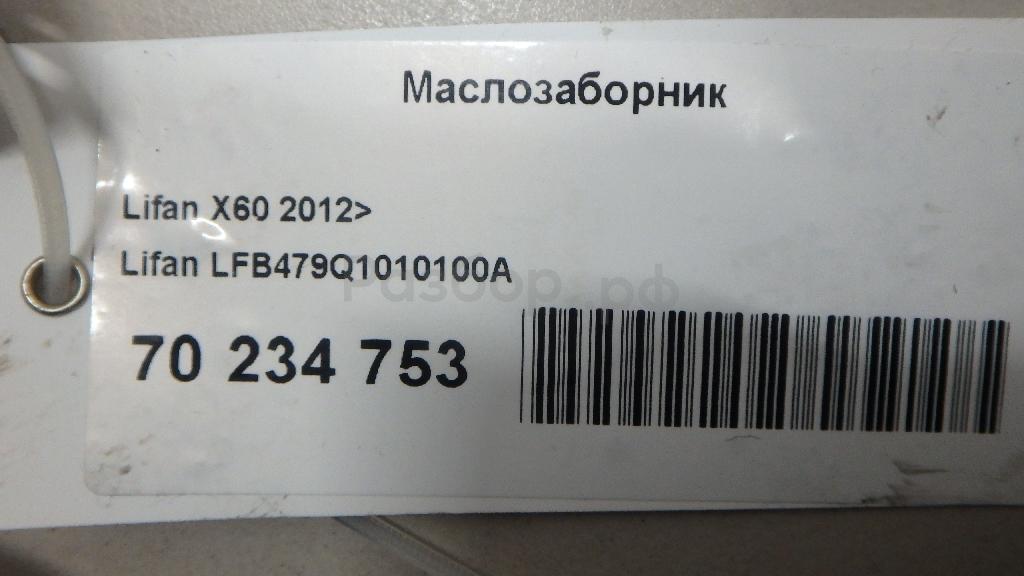 Маслозаборник
Lifan X60 2012>
Lifan LFB479Q1010100A
Разбор.рф
70 234 753